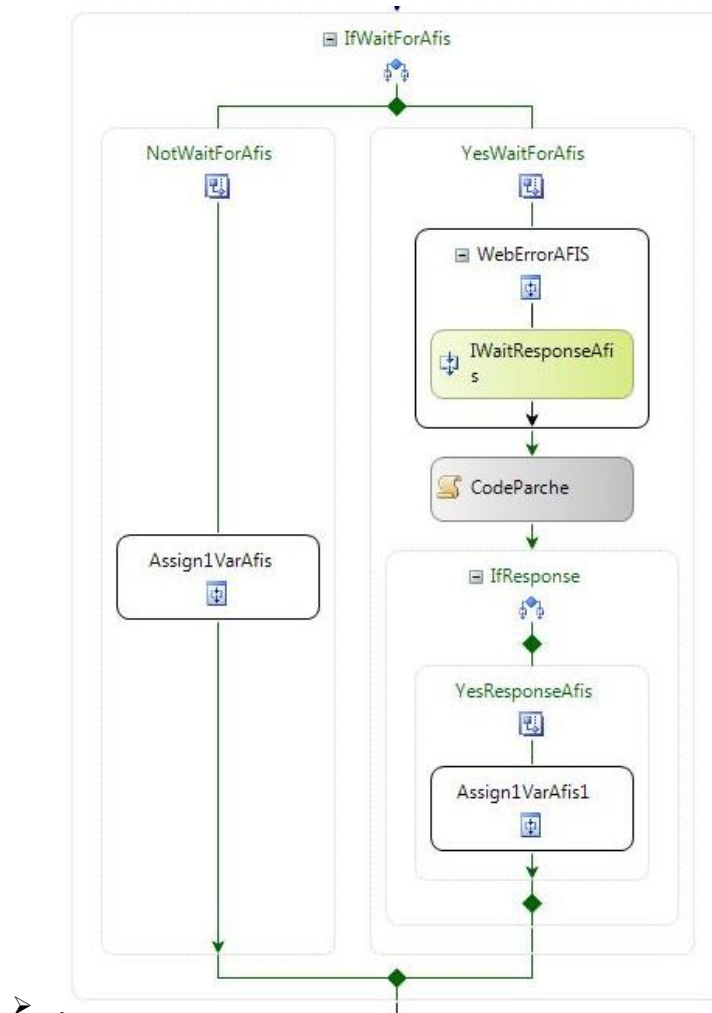 IfWaitForAfis
NotWaitForAfis
YesWaitForAfis
WebErrorAFIS
IWaitResponseAfi
s
CodeParche
Assign1VarAfis
IfResponse
YesResponseAfis
Assign1VarAfis1